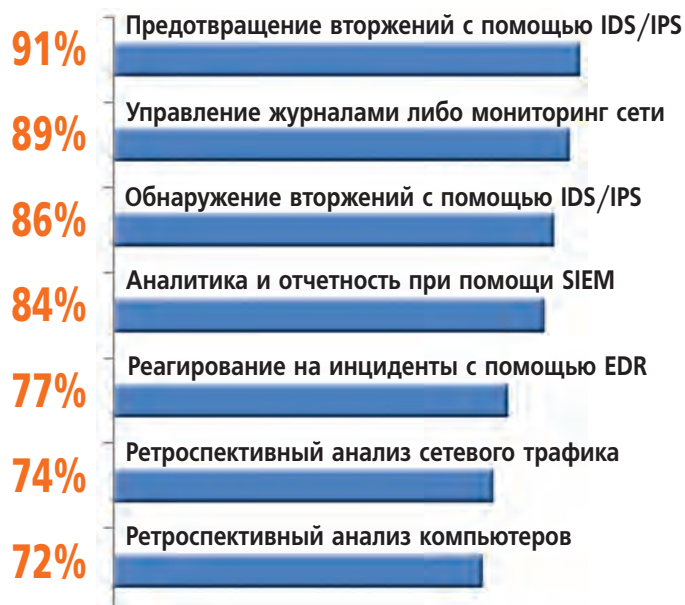 Предотвращение вторжений с помощью IDS/IPS
91%
Управление журналами либо мониторинг сети
89%
Обнаружение вторжений с помощью IDS/IPS
86%
Аналитика и отчетность при помощи SIEM
84%
Реагирование на инциденты с помощью EDR
77%
Ретроспективный анализ сетевого трафика
74%
Ретроспективный анализ компьютеров
72%